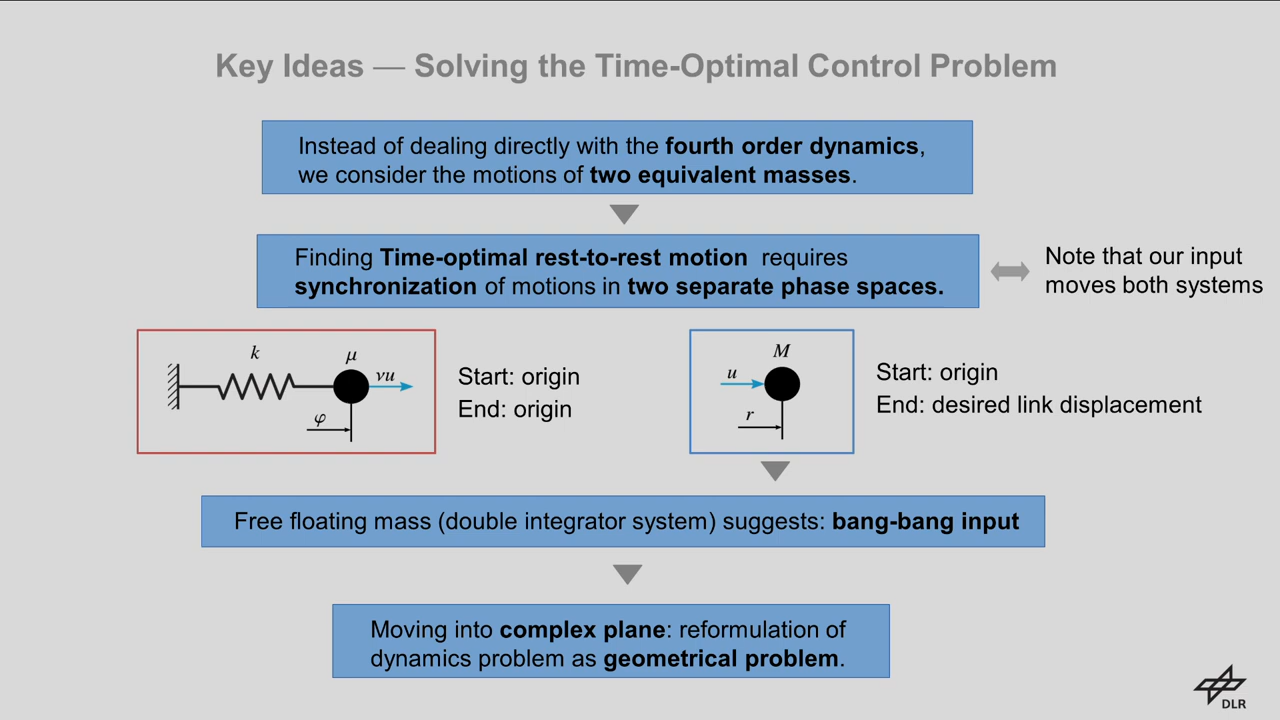 Key Ideas — Solving the Time-Optimal Control Problem
Instead of dealing directly with the fourth order dynamics,
we consider the motions of two equivalent masses.
Finding Time-optimal rest-to-rest motion requires
synchronization of motions in two separate phase spaces.
Note that our input
moves both systems
k
μ
νu
φ
Start: origin
End: origin
M
u
r
Start: origin
End: desired link displacement
Free floating mass (double integrator system) suggests: bang-bang input
Moving into complex plane: reformulation of
dynamics problem as geometrical problem.
DLR